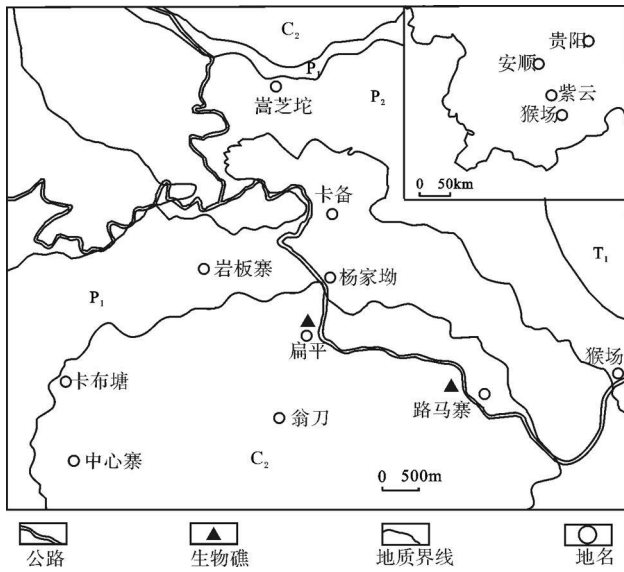 C₂
P₁
嵩芝坨
P₂
贵阳
安顺
紫云
猴场
0 50km
卡备
岩板寨
杨家坳
T₁
P₁
扁平
猴场
卡布塘
路马寨
翁刀
中心寨
C₂
0 500m
公路
生物礁
地质界线
地名